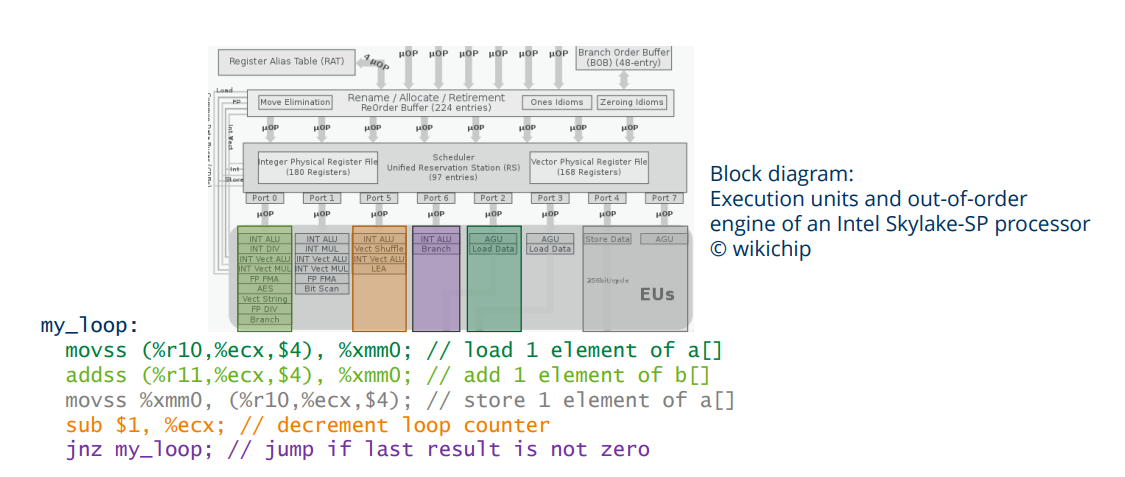 Register Alias Table (RAT)
4 µOP
µOP µOP µOP µOP µOP µOP
Branch Order Buffer
(BOB) (48-entry)
Load
FP
Int Vect
Int
Store
Move Elimination
Rename / Allocate / Retirement
ReOrder Buffer (224 entries)
Ones Idioms
Zeroing Idioms
µOP µOP µOP µOP µOP µOP µOP µOP
Integer Physical Register File
(180 Registers)
Scheduler
Unified Reservation Station (RS)
(97 entries)
Vector Physical Register File
(168 Registers)
Port 0 Port 1 Port 5 Port 6 Port 2 Port 3 Port 4 Port 7
µOP µOP µOP µOP µOP µOP µOP µOP
INT ALU
INT DIV
INT Vect ALU
INT Vect MUL
FP FMA
AES
Vect String
FP DIV
Branch
INT ALU
INT MUL
INT Vect ALU
INT Vect MUL
FP FMA
Bit Scan
INT ALU
Vect Shuffle
INT Vect ALU
LEA
INT ALU
Branch
AGU
Load Data
AGU
Load Data
Store Data
AGU
256bit/cycle
EUs
Block diagram:
Execution units and out-of-order
engine of an Intel Skylake-SP processor
© wikichip
my_loop:
movss (%r10,%ecx,$4), %xmm0; // load 1 element of a[]
addss (%r11,%ecx,$4), %xmm0; // add 1 element of b[]
movss %xmm0, (%r10,%ecx,$4); // store 1 element of a[]
sub $1, %ecx; // decrement loop counter
jnz my_loop; // jump if last result is not zero